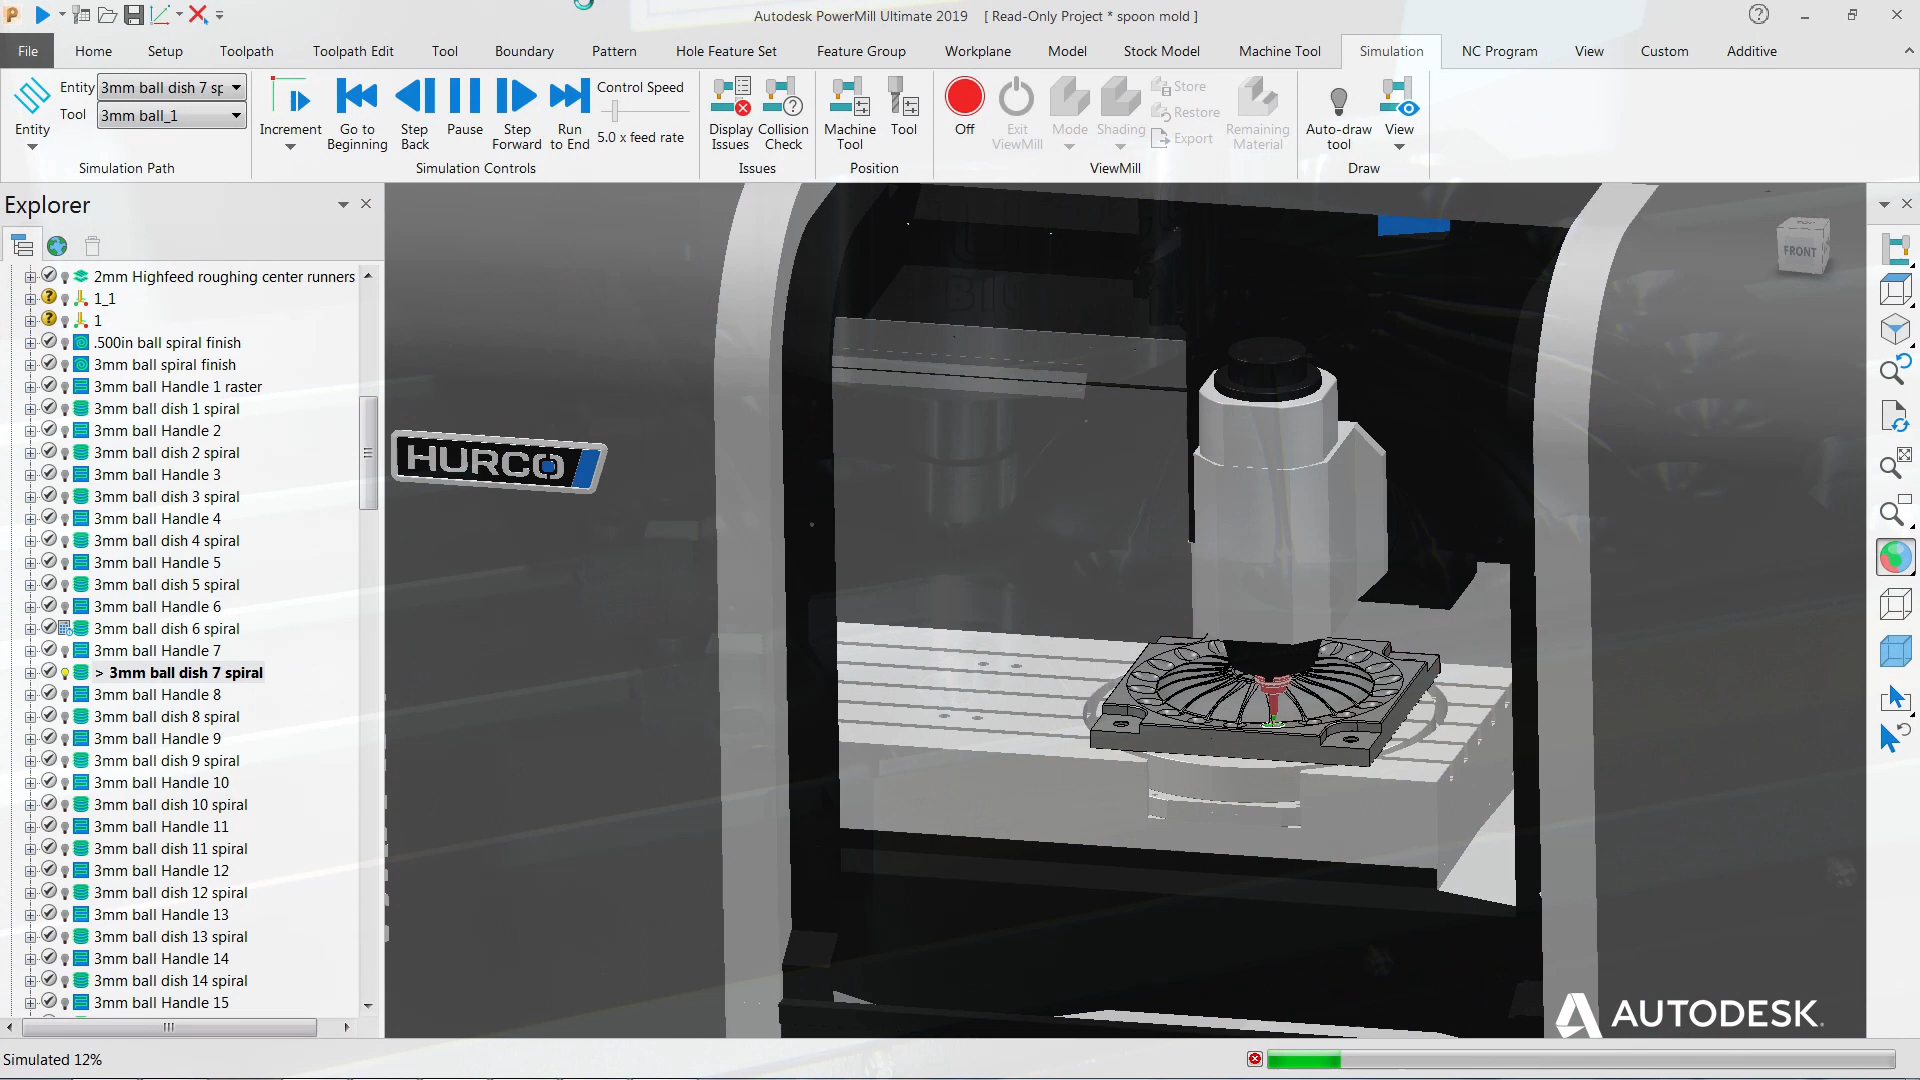 Autodesk PowerMill Ultimate 2019 [ Read-Only Project * spoon mold ]
File Home Setup Toolpath Toolpath Edit Tool Boundary Pattern Hole Feature Set Feature Group Workplane Model Stock Model Machine Tool Simulation NC Program View Custom Additive
Entity
Entity 3mm ball dish 7 sp
Tool 3mm ball_1
Simulation Path
Increment
Go to Beginning
Step Back
Pause
Step Forward
Run to End
Control Speed
5.0 x feed rate
Simulation Controls
Display Issues
Collision Check
Issues
Machine Tool
Tool
Position
Off
Exit ViewMill
Mode
Shading
Store
Restore
Export
Remaining Material
ViewMill
Auto-draw tool
View
Draw
Explorer
2mm Highfeed roughing center runners
1_1
1
.500in ball spiral finish
3mm ball spiral finish
3mm ball Handle 1 raster
3mm ball dish 1 spiral
3mm ball Handle 2
3mm ball dish 2 spiral
3mm ball Handle 3
3mm ball dish 3 spiral
3mm ball Handle 4
3mm ball dish 4 spiral
3mm ball Handle 5
3mm ball dish 5 spiral
3mm ball Handle 6
3mm ball dish 6 spiral
3mm ball Handle 7
> 3mm ball dish 7 spiral
3mm ball Handle 8
3mm ball dish 8 spiral
3mm ball Handle 9
3mm ball dish 9 spiral
3mm ball Handle 10
3mm ball dish 10 spiral
3mm ball Handle 11
3mm ball dish 11 spiral
3mm ball Handle 12
3mm ball dish 12 spiral
3mm ball Handle 13
3mm ball dish 13 spiral
3mm ball Handle 14
3mm ball dish 14 spiral
3mm ball Handle 15
HURCO
FRONT
AUTODESK.
Simulated 12%